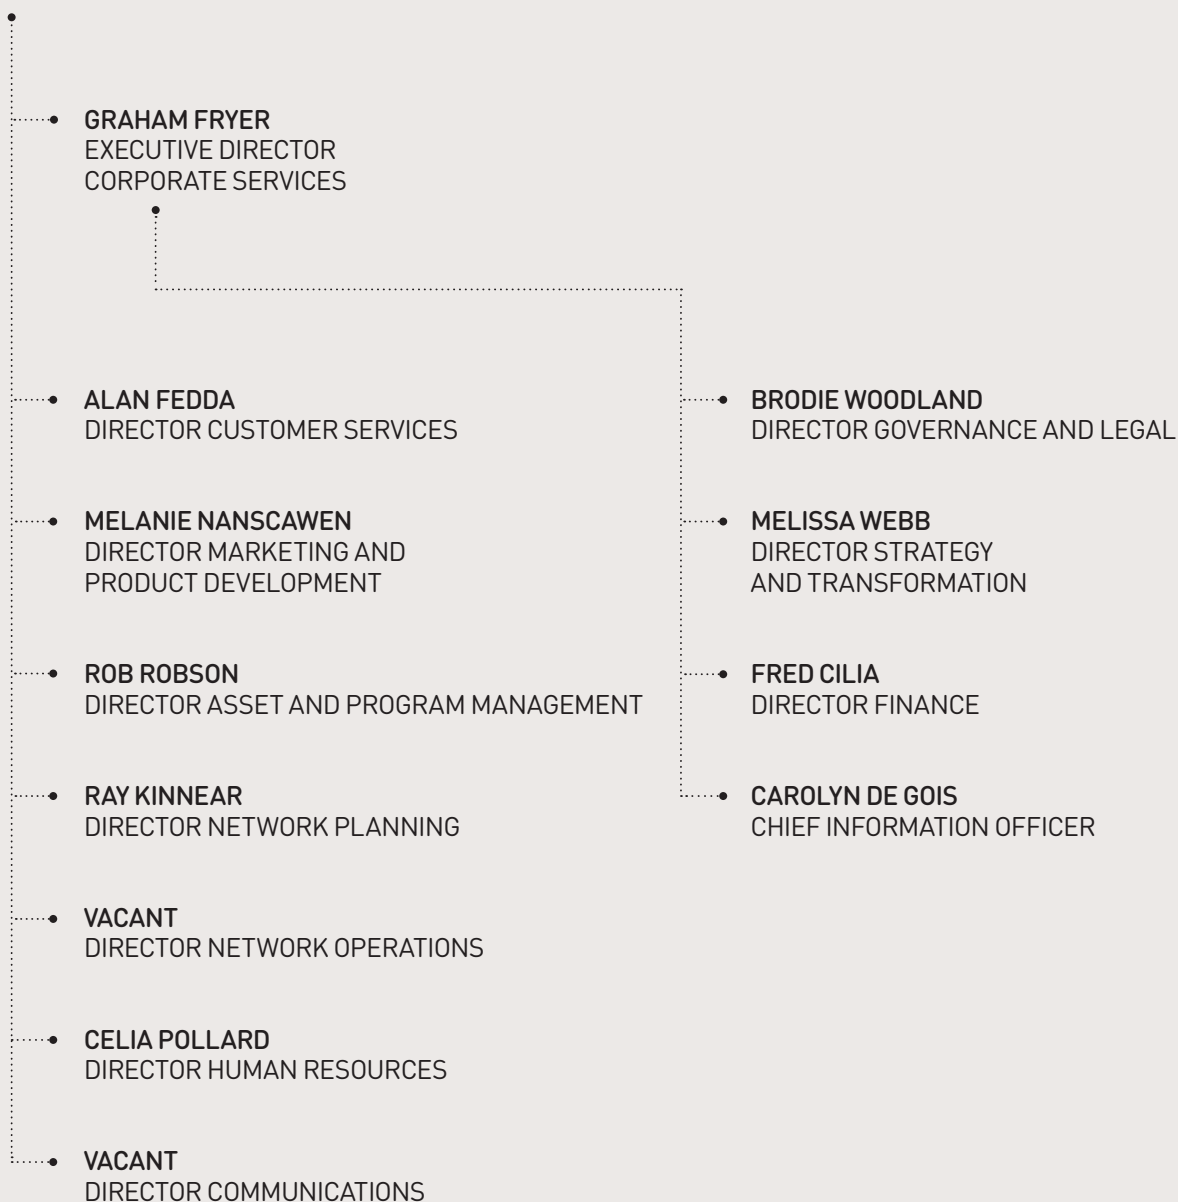 GRAHAM FRYER
EXECUTIVE DIRECTOR
CORPORATE SERVICES
ALAN FEDDA
DIRECTOR CUSTOMER SERVICES
MELANIE NANSCAWEN
DIRECTOR MARKETING AND
PRODUCT DEVELOPMENT
ROB ROBSON
DIRECTOR ASSET AND PROGRAM MANAGEMENT
RAY KINNEAR
DIRECTOR NETWORK PLANNING
VACANT
DIRECTOR NETWORK OPERATIONS
CELIA POLLARD
DIRECTOR HUMAN RESOURCES
VACANT
DIRECTOR COMMUNICATIONS
BRODIE WOODLAND
DIRECTOR GOVERNANCE AND LEGAL
MELISSA WEBB
DIRECTOR STRATEGY
AND TRANSFORMATION
FRED CILIA
DIRECTOR FINANCE
CAROLYN DE GOIS
CHIEF INFORMATION OFFICER